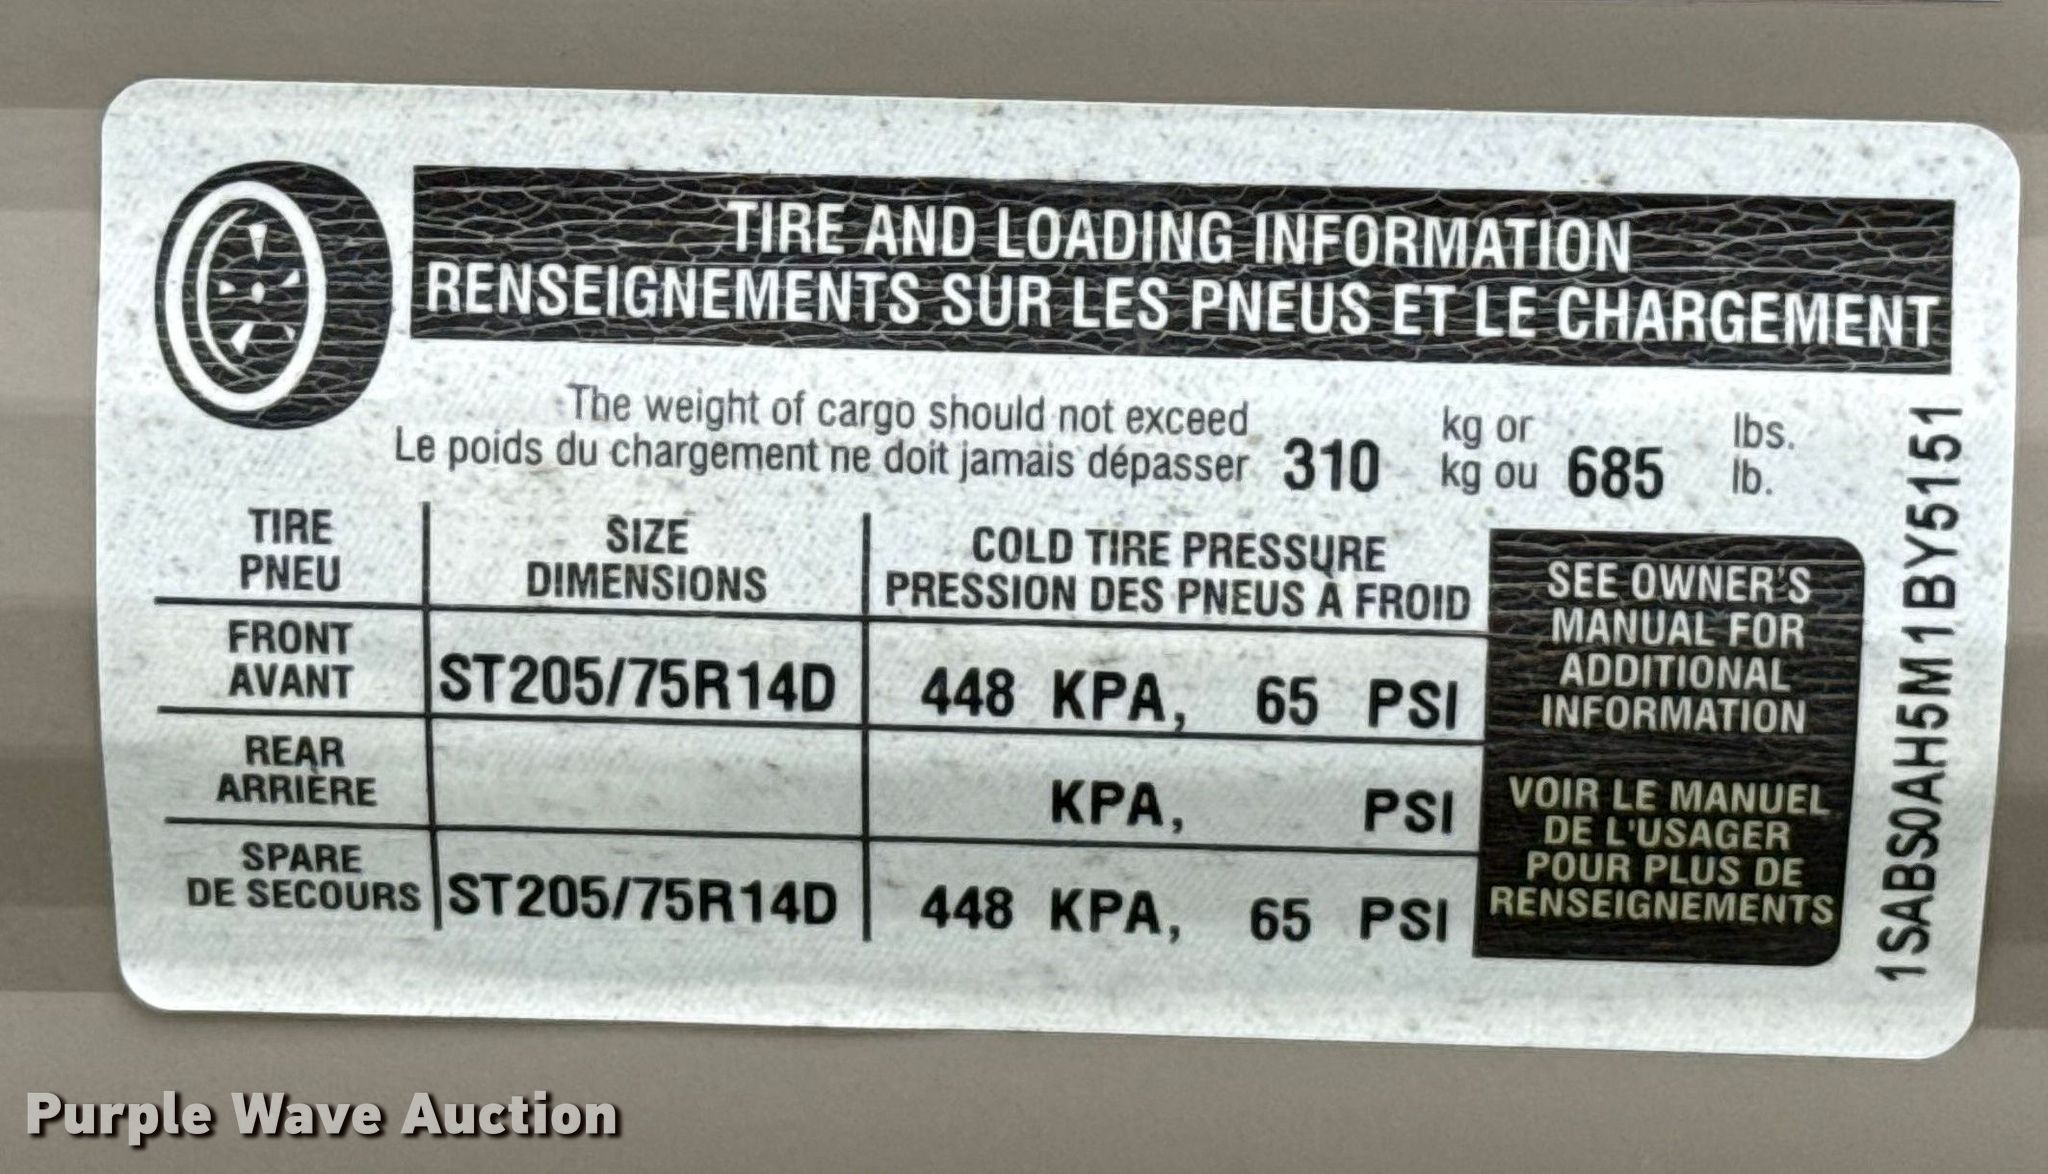 TIRE AND LOADING INFORMATION
RENSEIGNEMENTS SUR LES PNEUS ET LE CHARGEMENT
The weight of cargo should not exceed
Le poids du chargement ne doit jamais dépasser
310
kg or
kg ou
685
lbs.
lb.
TIRE
PNEU
SIZE
DIMENSIONS
COLD TIRE PRESSURE
PRESSION DES PNEUS À FROID
FRONT
AVANT
ST205/75R14D
448 KPA, 65 PSI
REAR
ARRIÈRE
KPA, PSI
SPARE
DE SECOURS
ST205/75R14D
448 KPA, 65 PSI
SEE OWNER'S
MANUAL FOR
ADDITIONAL
INFORMATION
VOIR LE MANUEL
DE L'USAGER
POUR PLUS DE
RENSEIGNEMENTS
1SABS0AH5M1BY5151
Purple Wave Auction